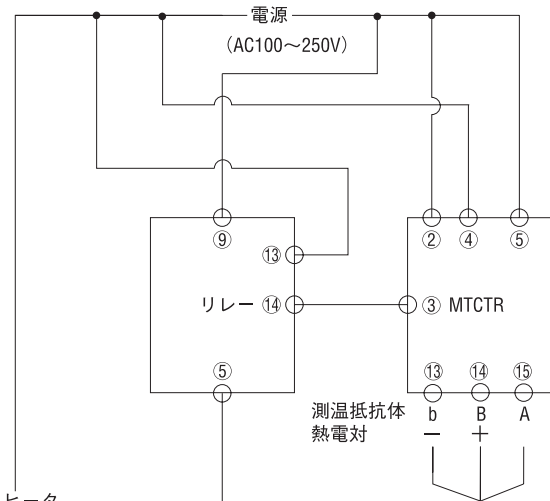 電源
(AC100～250V)
⑨
②
④
⑤
⑬
リレー ⑭
③ MTCTR
⑤
⑬
⑭
⑮
測温抵抗体 b B A
熱電対 － ＋
ヒータ